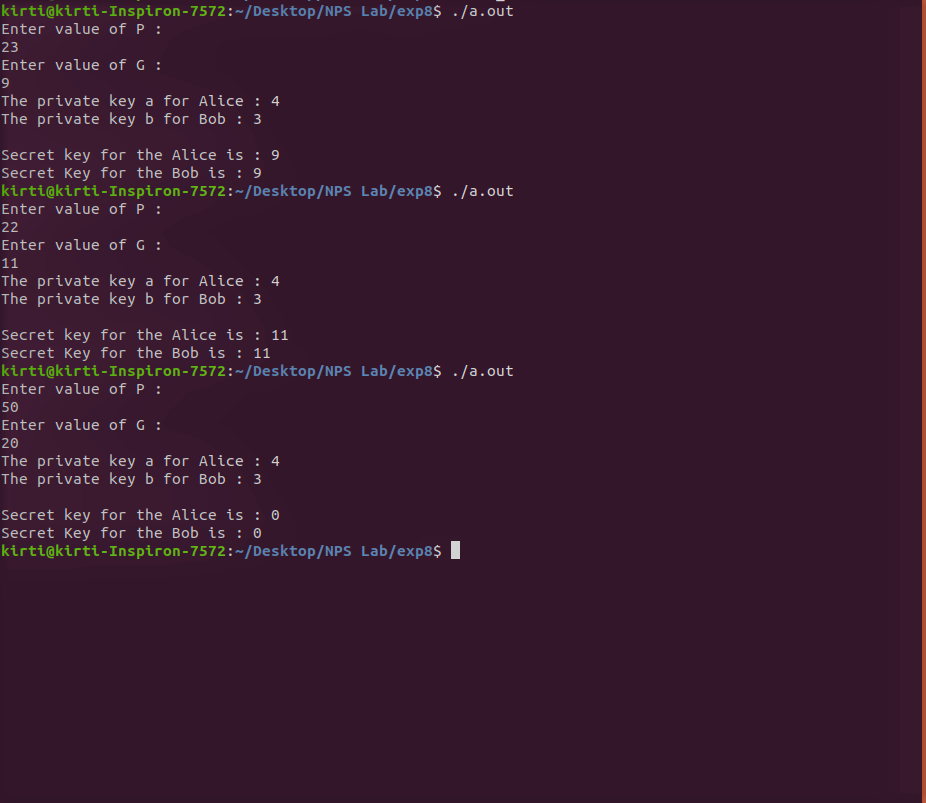 kirti@kirti-Inspiron-7572:~/Desktop/NPS Lab/exp8$ ./a.out
Enter value of P :
23
Enter value of G :
9
The private key a for Alice : 4
The private key b for Bob : 3
Secret key for the Alice is : 9
Secret Key for the Bob is : 9
kirti@kirti-Inspiron-7572:~/Desktop/NPS Lab/exp8$ ./a.out
Enter value of P :
22
Enter value of G :
11
The private key a for Alice : 4
The private key b for Bob : 3
Secret key for the Alice is : 11
Secret Key for the Bob is : 11
kirti@kirti-Inspiron-7572:~/Desktop/NPS Lab/exp8$ ./a.out
Enter value of P :
50
Enter value of G :
20
The private key a for Alice : 4
The private key b for Bob : 3
Secret key for the Alice is : 0
Secret Key for the Bob is : 0
kirti@kirti-Inspiron-7572:~/Desktop/NPS Lab/exp8$